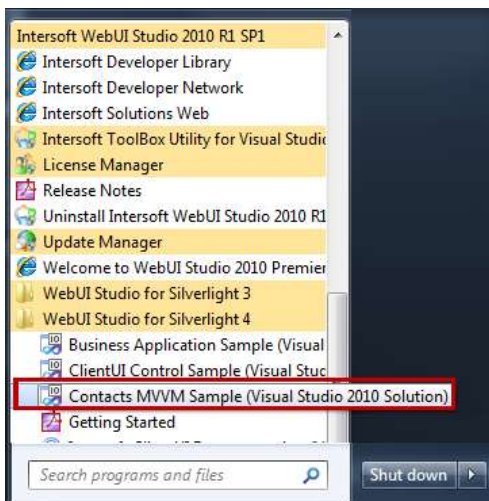 Intersoft WebUI Studio 2010 R1 SP1
Intersoft Developer Library
Intersoft Developer Network
Intersoft Solutions Web
Intersoft ToolBox Utility for Visual Studio
License Manager
Release Notes
Uninstall Intersoft WebUI Studio 2010 R1
Update Manager
Welcome to WebUI Studio 2010 Premier
WebUI Studio for Silverlight 3
WebUI Studio for Silverlight 4
Business Application Sample (Visual
ClientUI Control Sample (Visual Stuc
Contacts MVVM Sample (Visual Studio 2010 Solution)
Getting Started
Search programs and files
Shut down